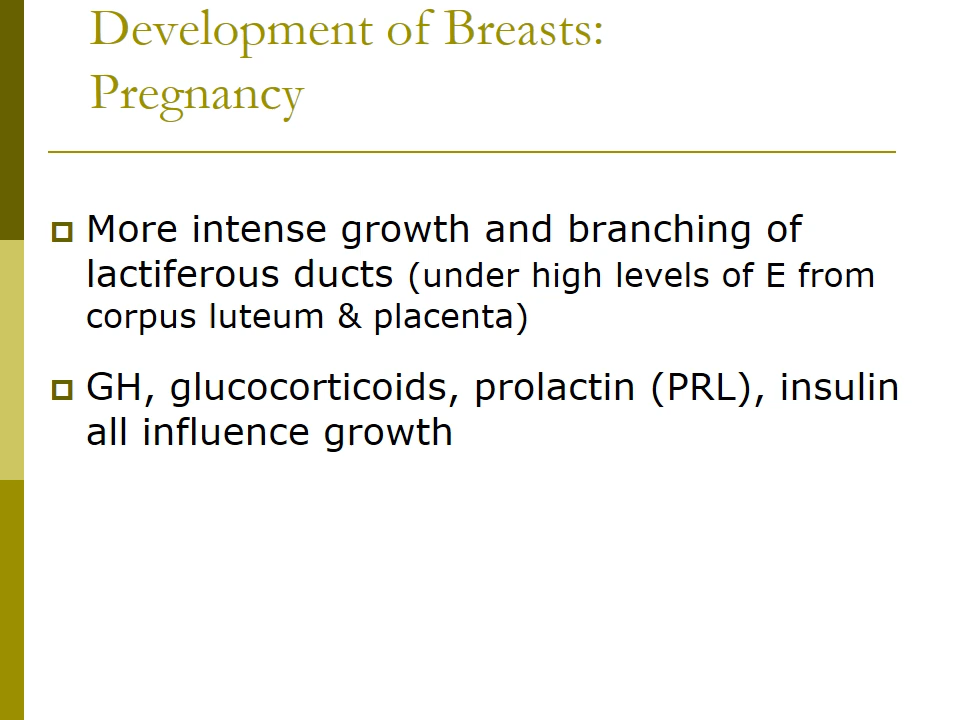 Development of Breasts:
Pregnancy
More intense growth and branching of
lactiferous ducts (under high levels of E from
corpus luteum & placenta)
GH, glucocorticoids, prolactin (PRL), insulin
all influence growth